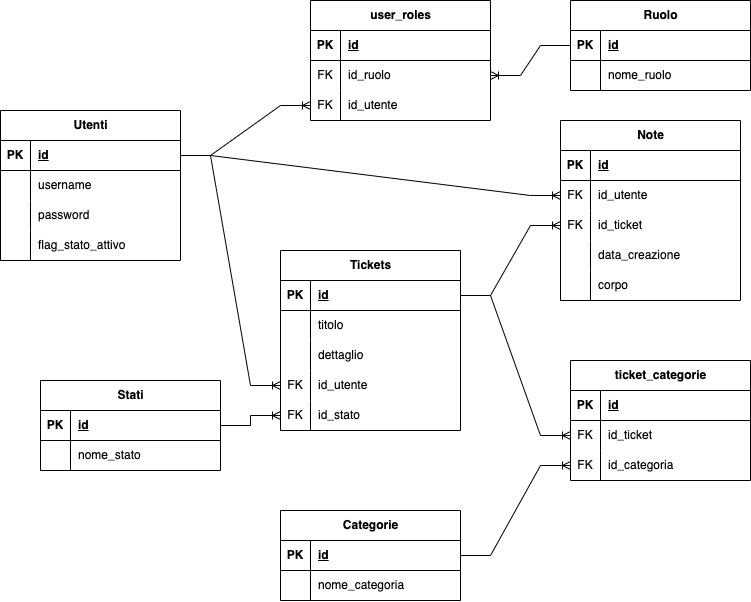 user_roles
PK id
FK id_ruolo
FK id_utente
Ruolo
PK id
nome_ruolo
Utenti
PK id
username
password
flag_stato_attivo
Note
PK id
FK id_utente
FK id_ticket
data_creazione
corpo
Tickets
PK id
titolo
dettaglio
FK id_utente
FK id_stato
Stati
PK id
nome_stato
ticket_categorie
PK id
FK id_ticket
FK id_categoria
Categorie
PK id
nome_categoria